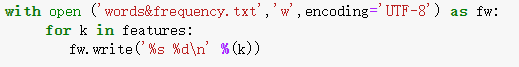 with open ('words&frequency.txt','w',encoding='UTF-8') as fw:
    for k in features:
        fw.write('%s %d\n' %(k))